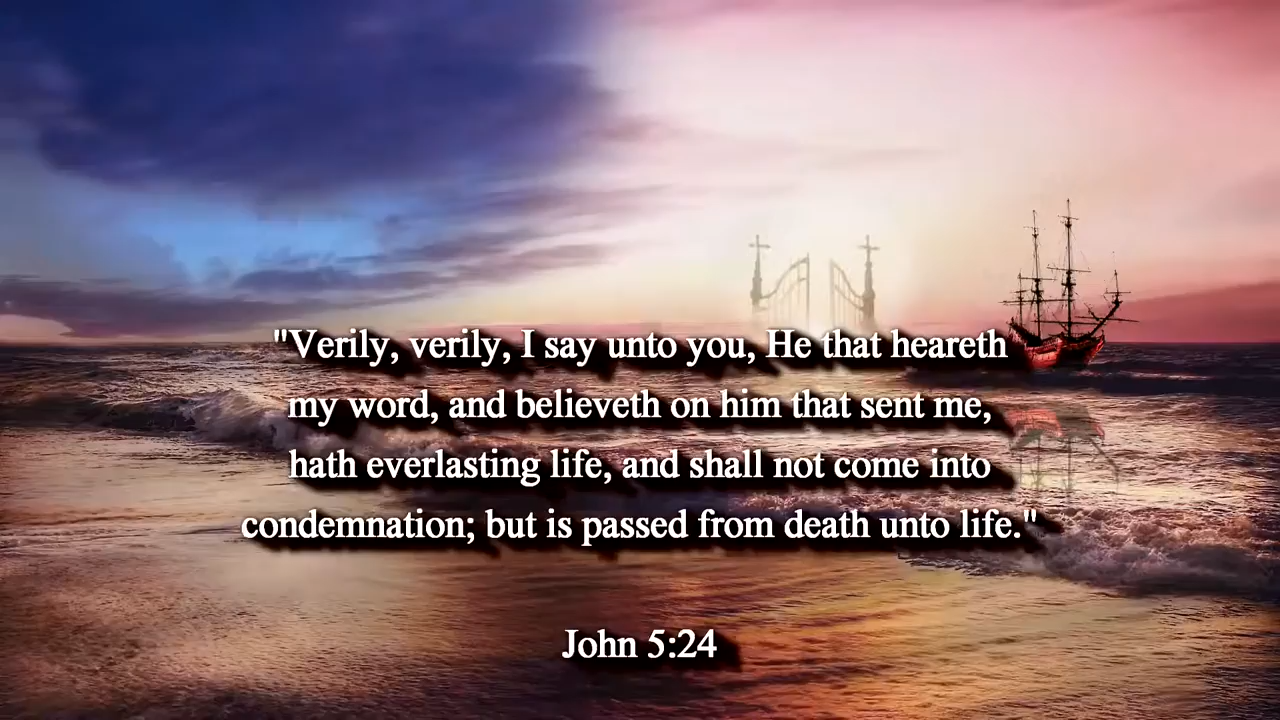 "Verily, verily, I say unto you, He that heareth
my word, and believeth on him that sent me,
hath everlasting life, and shall not come into
condemnation; but is passed from death unto life."
John 5:24